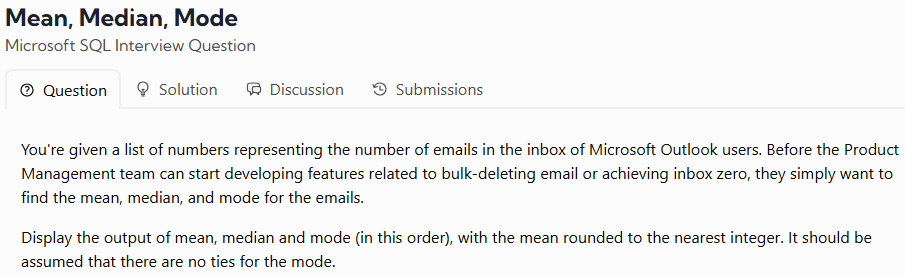 Mean, Median, Mode
Microsoft SQL Interview Question
Question
Solution
Discussion
Submissions
You're given a list of numbers representing the number of emails in the inbox of Microsoft Outlook users. Before the Product
Management team can start developing features related to bulk-deleting email or achieving inbox zero, they simply want to
find the mean, median, and mode for the emails.
Display the output of mean, median and mode (in this order), with the mean rounded to the nearest integer. It should be
assumed that there are no ties for the mode.